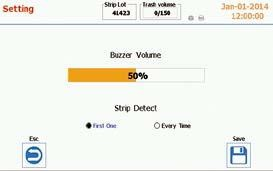 Setting
Strip Lot
41423
Trash volume
0/150
Jan-01-2014
12:00:00
Buzzer Volume
50%
Strip Detect
First One
Every Time
Esc
Save